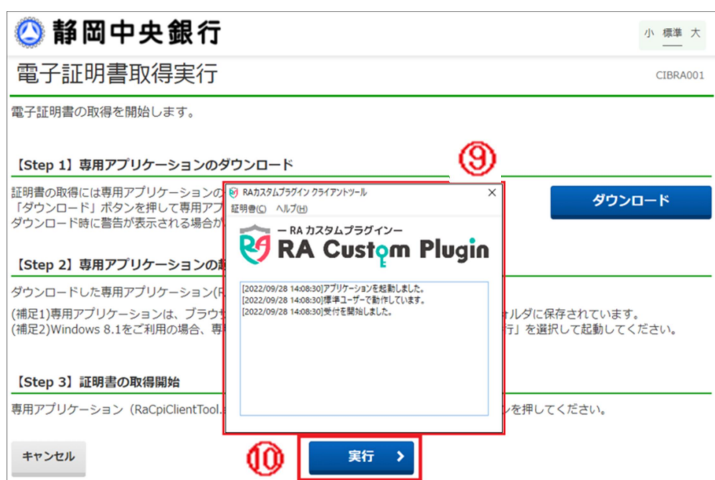 静岡中央銀行
小 標準 大
電子証明書取得実行
CIBRA001
電子証明書の取得を開始します。
【Step 1】専用アプリケーションのダウンロード
⑨
証明書の取得には専用アプリケーションの
「ダウンロード」ボタンを押して専用アプ
ダウンロード時に警告が表示される場合が
ダウンロード
RAカスタムプラグイン クライアントツール
証明書(C) ヘルプ(H)
ー RA カスタムプラグインー
RA Custom Plugin
[2022/09/28 14:08:30]アプリケーションを起動しました。
[2022/09/28 14:08:30]標準ユーザーで動作しています。
[2022/09/28 14:08:30]受付を開始しました。
【Step 2】専用アプリケーションの
ダウンロードした専用アプリケーション(R
(補足1)専用アプリケーションは、ブラウ
ォルダに保存されています。
(補足2)Windows 8.1をご利用の場合、専
行」を選択して起動してください。
【Step 3】証明書の取得開始
専用アプリケーション（RaCpiClientTool.
ンを押してください。
キャンセル
⑩
実行